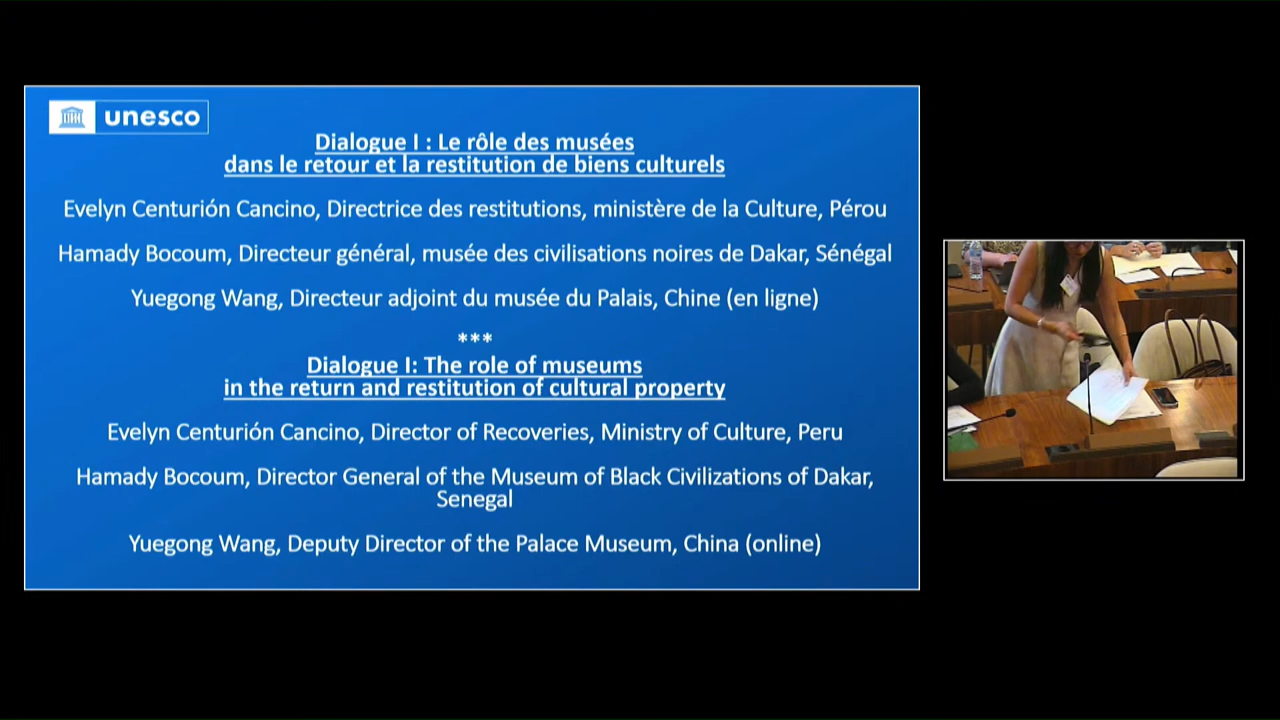 unesco
Dialogue I : Le rôle des musées
dans le retour et la restitution de biens culturels
Evelyn Centurión Cancino, Directrice des restitutions, ministère de la Culture, Pérou
Hamady Bocoum, Directeur général, musée des civilisations noires de Dakar, Sénégal
Yuegong Wang, Directeur adjoint du musée du Palais, Chine (en ligne)
***
Dialogue I: The role of museums
in the return and restitution of cultural property
Evelyn Centurión Cancino, Director of Recoveries, Ministry of Culture, Peru
Hamady Bocoum, Director General of the Museum of Black Civilizations of Dakar,
Senegal
Yuegong Wang, Deputy Director of the Palace Museum, China (online)